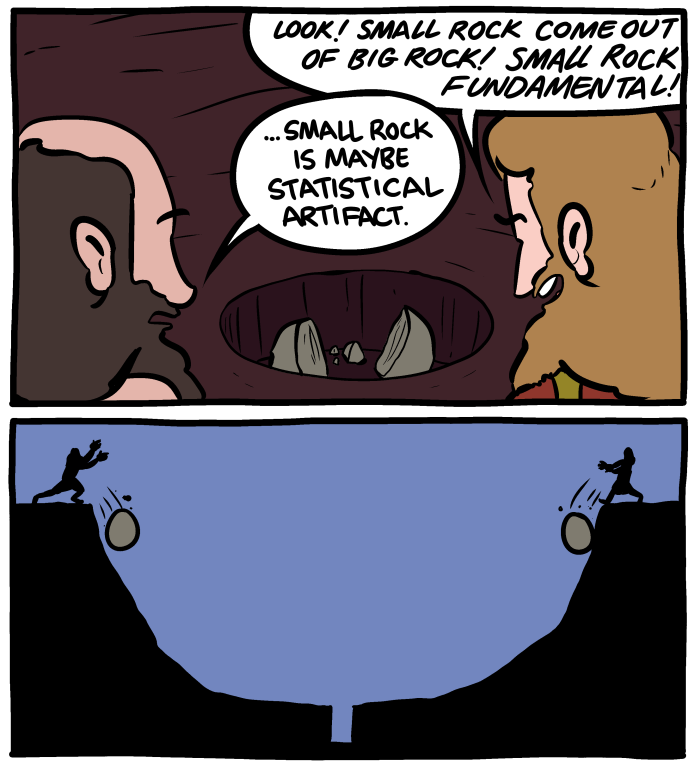 LOOK! SMALL ROCK COME OUT
OF BIG ROCK! SMALL ROCK
FUNDAMENTAL!
...SMALL ROCK
IS MAYBE
STATISTICAL
ARTIFACT.